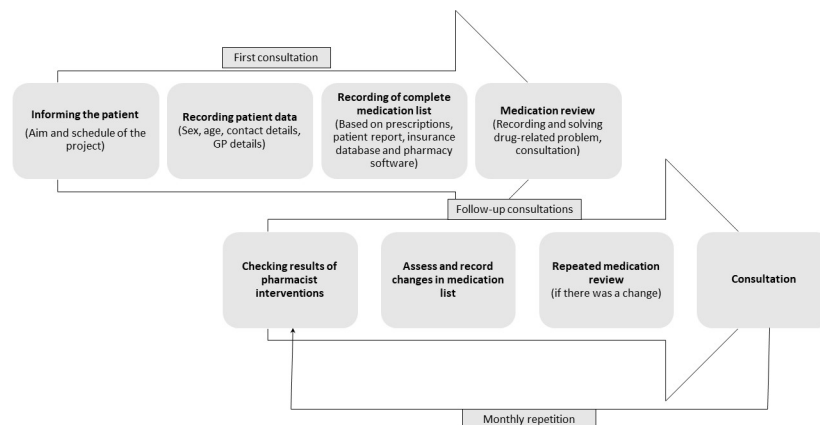 First consultation
Informing the patient
(Aim and schedule of the
project)
Recording patient data
(Sex, age, contact details,
GP details)
Recording of complete
medication list
(Based on prescriptions,
patient report, insurance
database and pharmacy
software)
Medication review
(Recording and solving
drug-related problem,
consultation)
Follow-up consultations
Checking results of
pharmacist
interventions
Assess and record
changes in medication
list
Repeated medication
review
(if there was a change)
Consultation
Monthly repetition